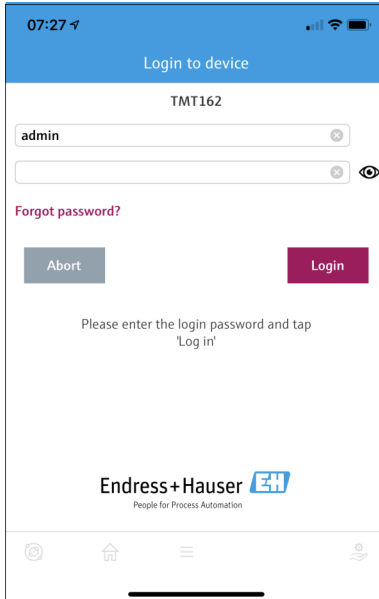 07:27
Login to device
TMT162
admin
Forgot password?
Abort
Login
Please enter the login password and tap
'Log in'
Endress+Hauser EH
People for Process Automation